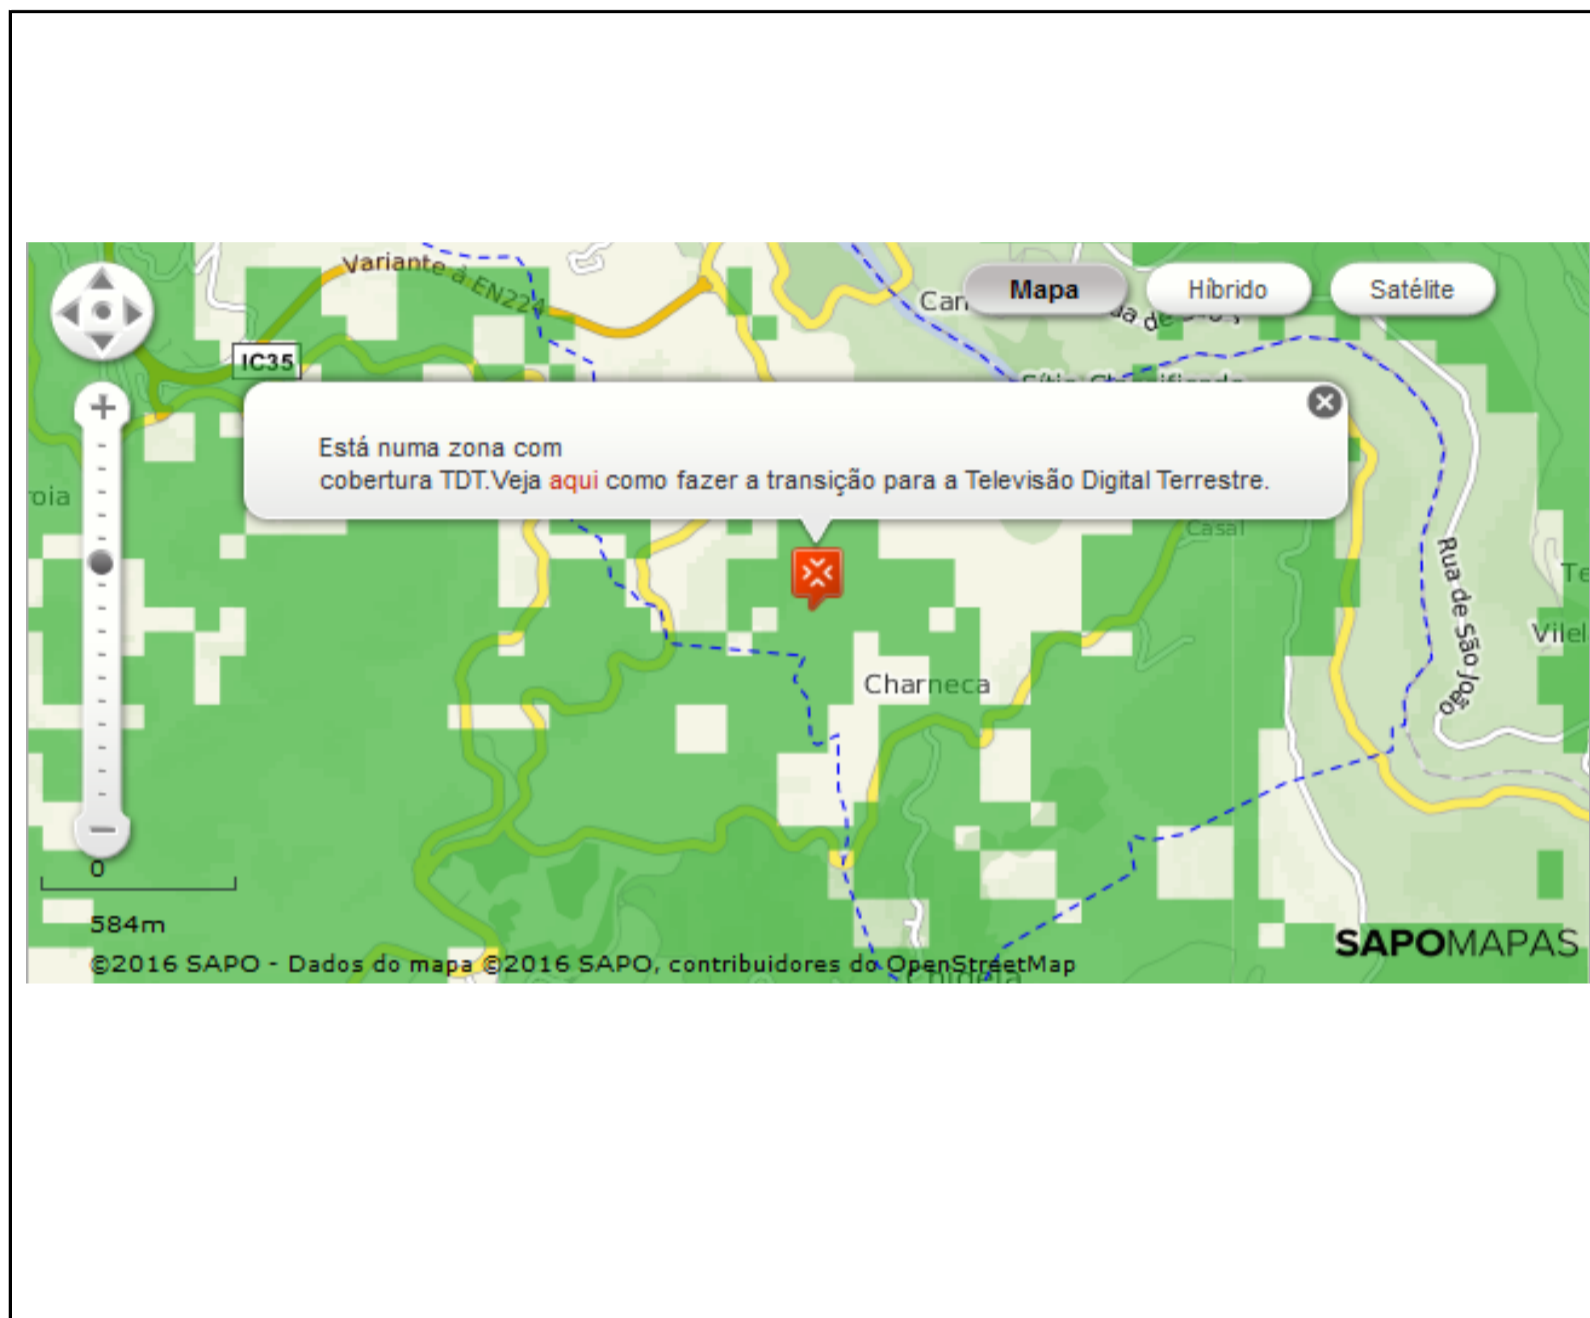 Variante à EN224
Mapa
Híbrido
Satélite
IC35
Está numa zona com
cobertura TDT.Veja aqui como fazer a transição para a Televisão Digital Terrestre.
Casal
Rua de São João
Charneca
0
584m
SAPOMAPAS
©2016 SAPO - Dados do mapa ©2016 SAPO, contribuidores do OpenStreetMap